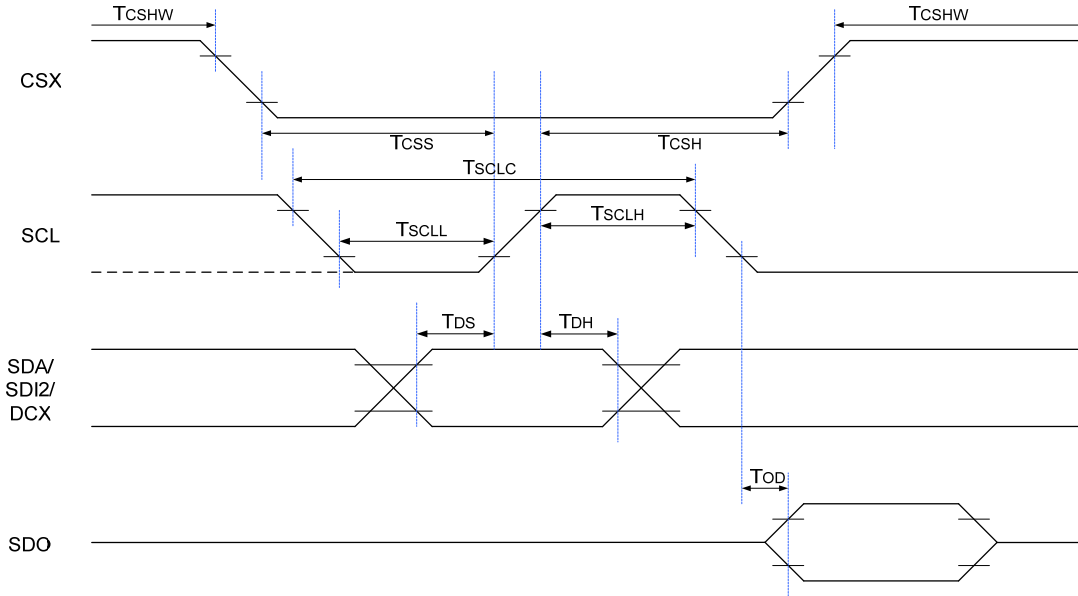 TCSHW
TCSHW
CSX
TCSS
TCSH
TSCLC
SCL
TSCLL
TSCLH
TDS
TDH
SDA/
SDI2/
DCX
TOD
SDO